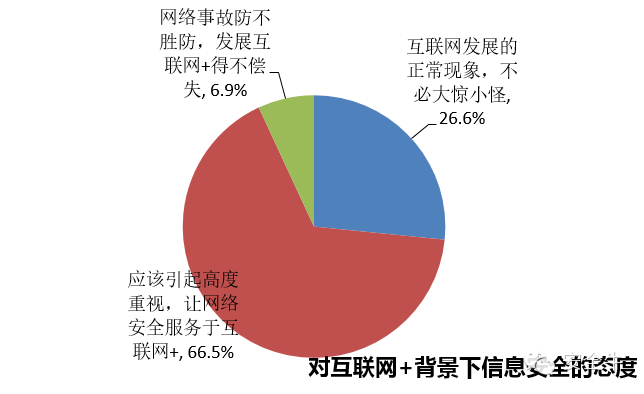 网络事故防不
胜防，发展互
联网+得不偿
失, 6.9%
互联网发展的
正常现象，不
必大惊小怪,
26.6%
应该引起高度
重视，让网络
安全服务于互
联网+, 66.5%
对互联网+背景下信息安全的态度